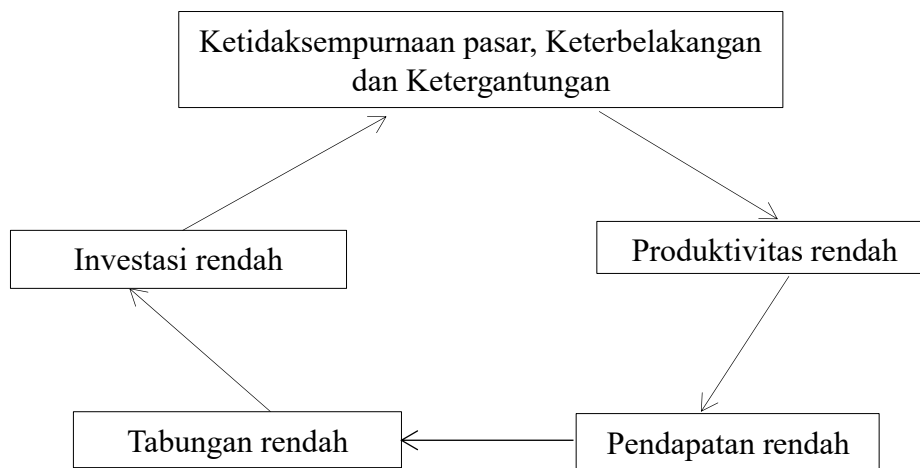 Ketidaksempurnaan pasar, Keterbelakangan
dan Ketergantungan
Investasi rendah
Produktivitas rendah
Tabungan rendah
Pendapatan rendah